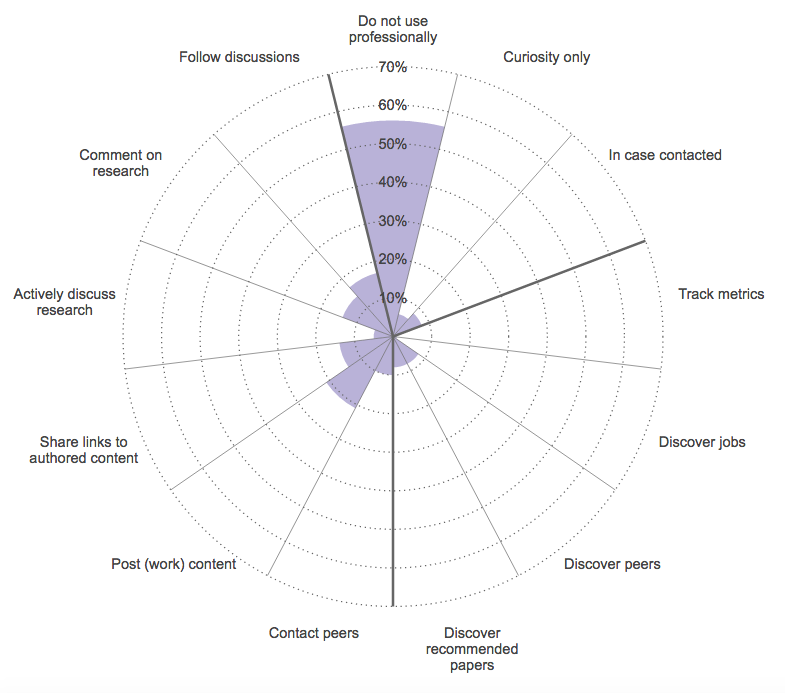 Do not use
professionally
Follow discussions
Curiosity only
70%
60%
50%
40%
30%
20%
10%
Comment on
research
In case contacted
Actively discuss
research
Track metrics
Share links to
authored content
Discover jobs
Post (work) content
Discover peers
Contact peers
Discover
recommended
papers